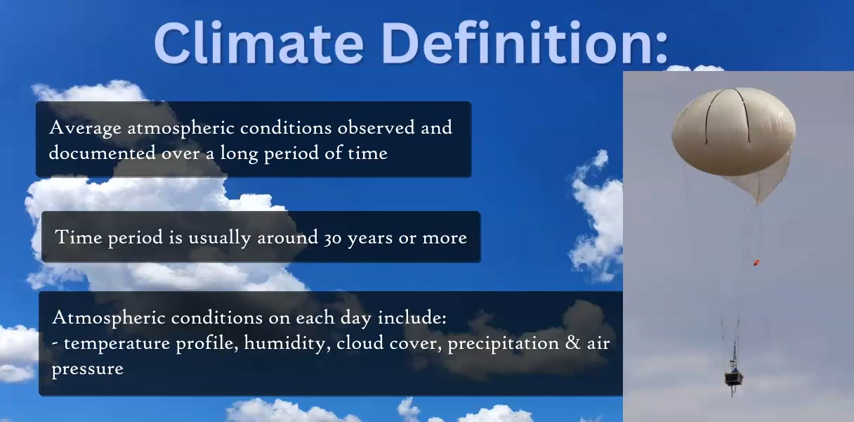 Climate Definition:
Average atmospheric conditions observed and
documented over a long period of time
Time period is usually around 30 years or more
Atmospheric conditions on each day include:
- temperature profile, humidity, cloud cover, precipitation & air
pressure